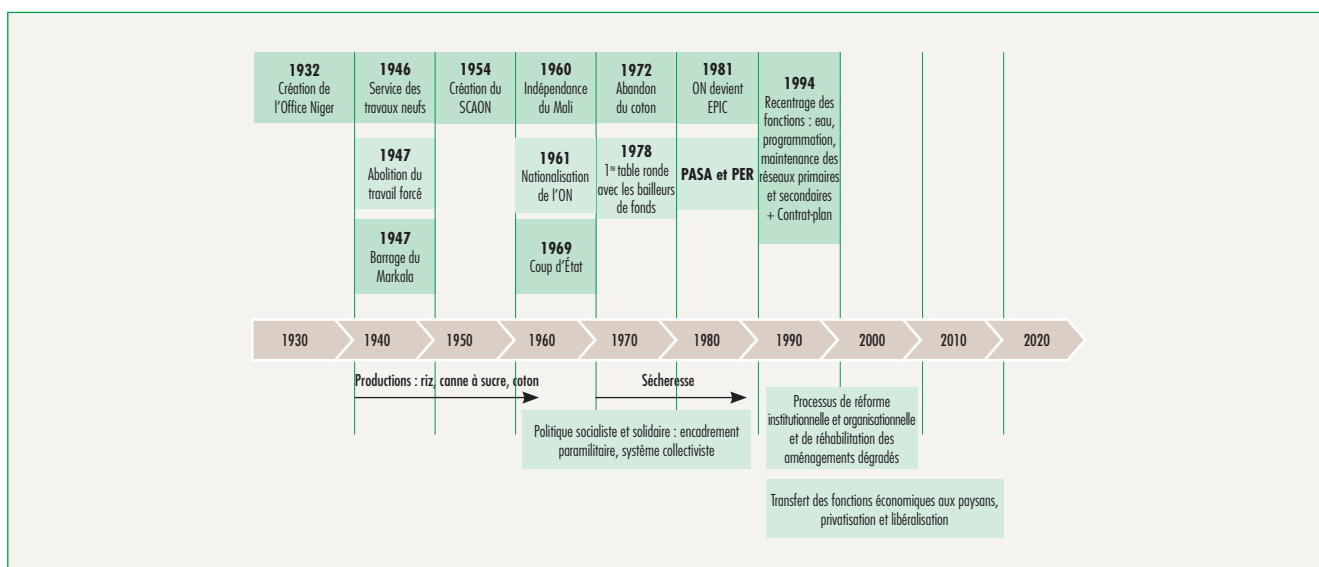 1932
Création de
l'Office Niger
1946
Service des
travaux neufs
1954
Création du
SCAON
1960
Indépendance
du Mali
1972
Abandon
du coton
1981
ON devient
EPIC
1994
Recentrage des
fonctions : eau,
programmation,
maintenance des
réseaux primaires
et secondaires
+ Contrat-plan
1947
Abolition du
travail forcé
1961
Nationalisation
de l'ON
1978
1re table ronde
avec les bailleurs
de fonds
PASA et PER
1947
Barrage du
Markala
1969
Coup d'État
1930 1940 1950 1960 1970 1980 1990 2000 2010 2020
Productions : riz, canne à sucre, coton
Sécheresse
Politique socialiste et solidaire : encadrement
paramilitaire, système collectiviste
Processus de réforme
institutionnelle et organisationnelle
et de réhabilitation des
aménagements dégradés
Transfert des fonctions économiques aux paysans,
privatisation et libéralisation